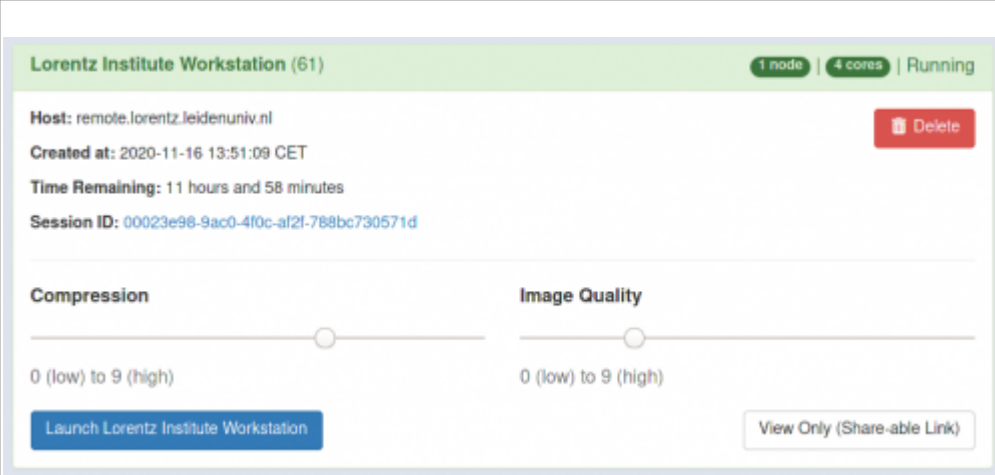 Lorentz Institute Workstation (61) 1 node | 4 cores | Running
Host: remote.lorentz.leidenuniv.nl
Delete
Created at: 2020-11-16 13:51:09 CET
Time Remaining: 11 hours and 58 minutes
Session ID: 00023e98-9ac0-4f0c-af2f-788bc730571d
Compression
0 (low) to 9 (high)
Image Quality
0 (low) to 9 (high)
Launch Lorentz Institute Workstation
View Only (Share-able Link)